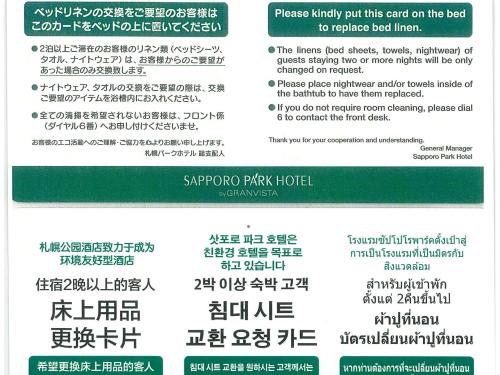 ベッドリネンの交換をご要望のお客様は
このカードをベッドの上に置いてください
● 2泊以上ご滞在のお客様のリネン類(ベッドシーツ、
タオル、ナイトウェア)は、お客様からのご要望が
あった場合のみ交換致します。
● ナイトウェア、タオルの交換をご要望の際は、交換
ご要望のアイテムを浴槽内にお入れください。
● 全ての清掃を希望されないお客様は、フロント係
(ダイヤル6番)へお申し付けくださいませ。
お客様のエコ活動へのご理解・ご協力を心よりお願い申し上げます。
札幌パークホテル 総支配人
Please kindly put this card on the bed
to replace bed linen.
● The linens (bed sheets, towels, nightwear) of
guests staying two or more nights will be only
changed on request.
● Please place nightwear and/or towels inside of
the bathtub to have them replaced.
● If you do not require room cleaning, please dial
6 to contact the front desk.
Thank you for your cooperation and understanding.
General Manager
Sapporo Park Hotel
SAPPORO PARK HOTEL
by GRANVISTA
札幌公园酒店致力于成为
环境友好型酒店
住宿2晚以上的客人
床上用品
更换卡片
希望更换床上用品的客人
삿포로 파크 호텔은
친환경 호텔을 목표로
하고 있습니다
2박 이상 숙박 고객
침대 시트
교환 요청 카드
침대 시트 교환을 원하시는 고객께서는
โรงแรมซัปโปโรพาร์คตั้งเป้าสู่
การเป็นโรงแรมที่เป็นมิตรกับ
สิ่งแวดล้อม
สำหรับผู้เข้าพัก
ตั้งแต่ 2คืนขึ้นไป
ผ้าปูที่นอน
บัตรเปลี่ยนผ้าปูที่นอน
หากท่านต้องการที่จะเปลี่ยนผ้าปูที่นอน